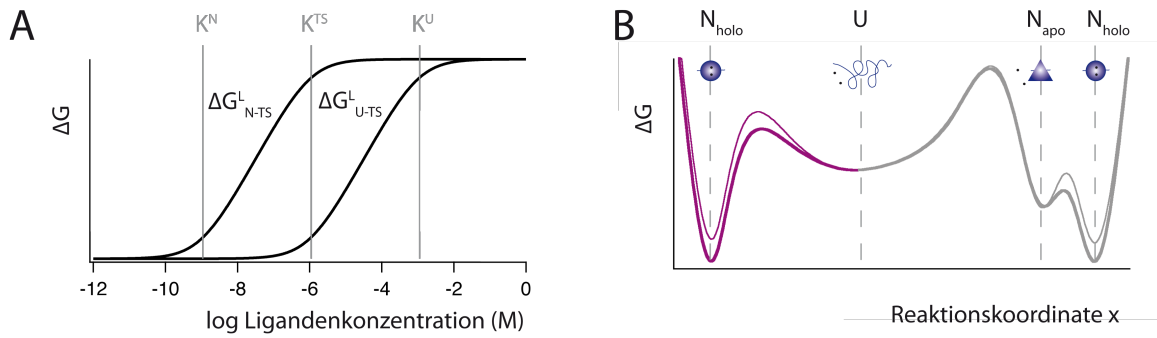 A
K^N K^TS K^U
ΔG
ΔG^L_N-TS ΔG^L_U-TS
-12 -10 -8 -6 -4 -2 0
log Ligandenkonzentration (M)
B
N_holo U N_apo N_holo
ΔG
Reaktionskoordinate x